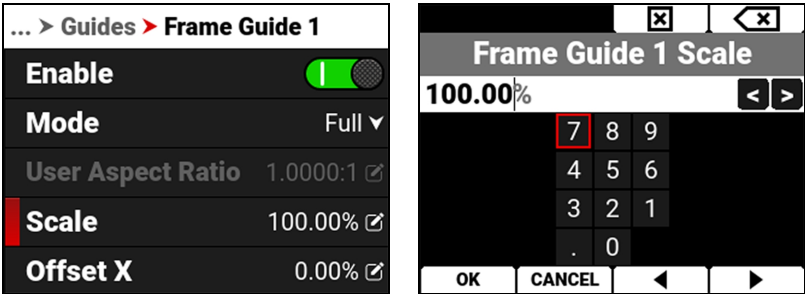 ... > Guides > Frame Guide 1
Enable
Mode Full
User Aspect Ratio 1.0000:1
Scale 100.00%
Offset X 0.00%
Frame Guide 1 Scale
100.00% < >
7 8 9
4 5 6
3 2 1
. 0
OK CANCEL